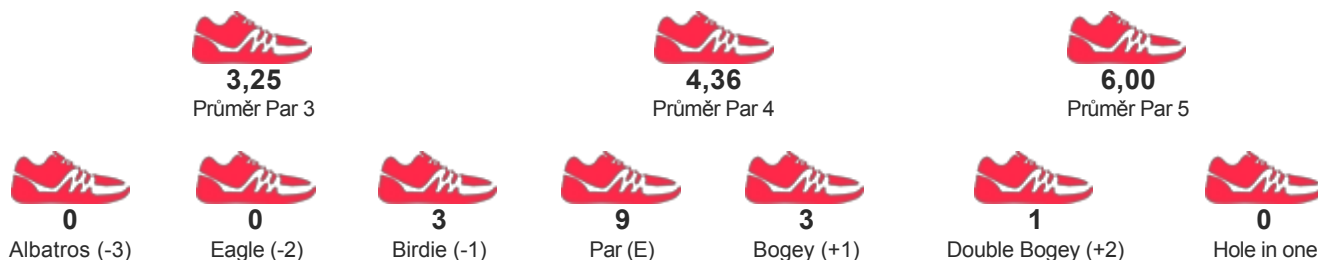 3,25 4,36 6,00
Průměr Par 3 Průměr Par 4 Průměr Par 5
0 0 3 9 3 1 0
Albatros (-3) Eagle (-2) Birdie (-1) Par (E) Bogey (+1) Double Bogey (+2) Hole in one